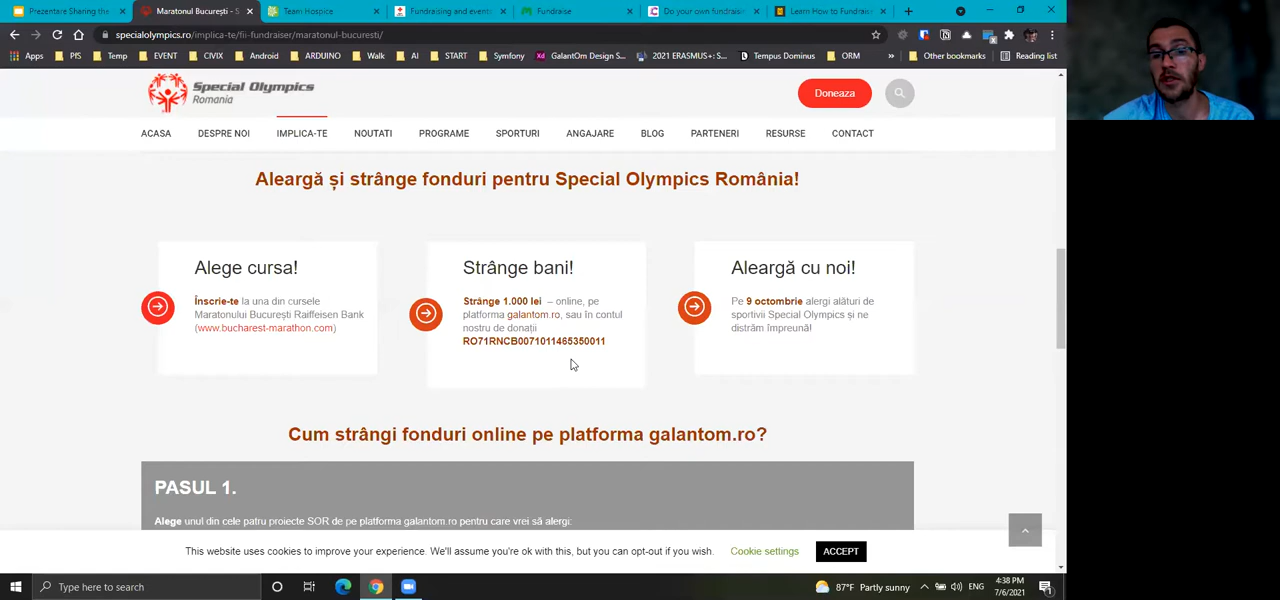 Prezentare Sharing the
Maratonul București - S
Team Hospice
Fundraising and event
Fundraise
Do your own fundraisi
Learn How to Fundrais
specialolympics.ro/implica-te/fii-fundraiser/maratonul-bucuresti/
Apps
PfS
Temp
EVENT
CIVIX
Android
ARDUINO
Walk
AI
START
Symfony
GalantOm Design S...
2021 ERASMUS+: S...
Tempus Dominus
ORM
»
Other bookmarks
Reading list
Special Olympics
Romania
Doneaza
ACASA
DESPRE NOI
IMPLICA-TE
NOUTATI
PROGRAME
SPORTURI
ANGAJARE
BLOG
PARTENERI
RESURSE
CONTACT
Aleargă și strânge fonduri pentru Special Olympics România!
Alege cursa!
Înscrie-te la una din cursele
Maratonului București Raiffeisen Bank
(www.bucharest-marathon.com)
Strânge bani!
Strânge 1.000 lei – online, pe
platforma galantom.ro, sau în contul
nostru de donații
RO71RNCB0071011465350011
Aleargă cu noi!
Pe 9 octombrie alergi alături de
sportivii Special Olympics și ne
distrăm împreună!
Cum strângi fonduri online pe platforma galantom.ro?
PASUL 1.
Alege unul din cele patru proiecte SOR de pe platforma galantom.ro pentru care vrei să alergi:
This website uses cookies to improve your experience. We'll assume you're ok with this, but you can opt-out if you wish.
Cookie settings
ACCEPT
Type here to search
87°F Partly sunny
ENG
4:38 PM
7/6/2021